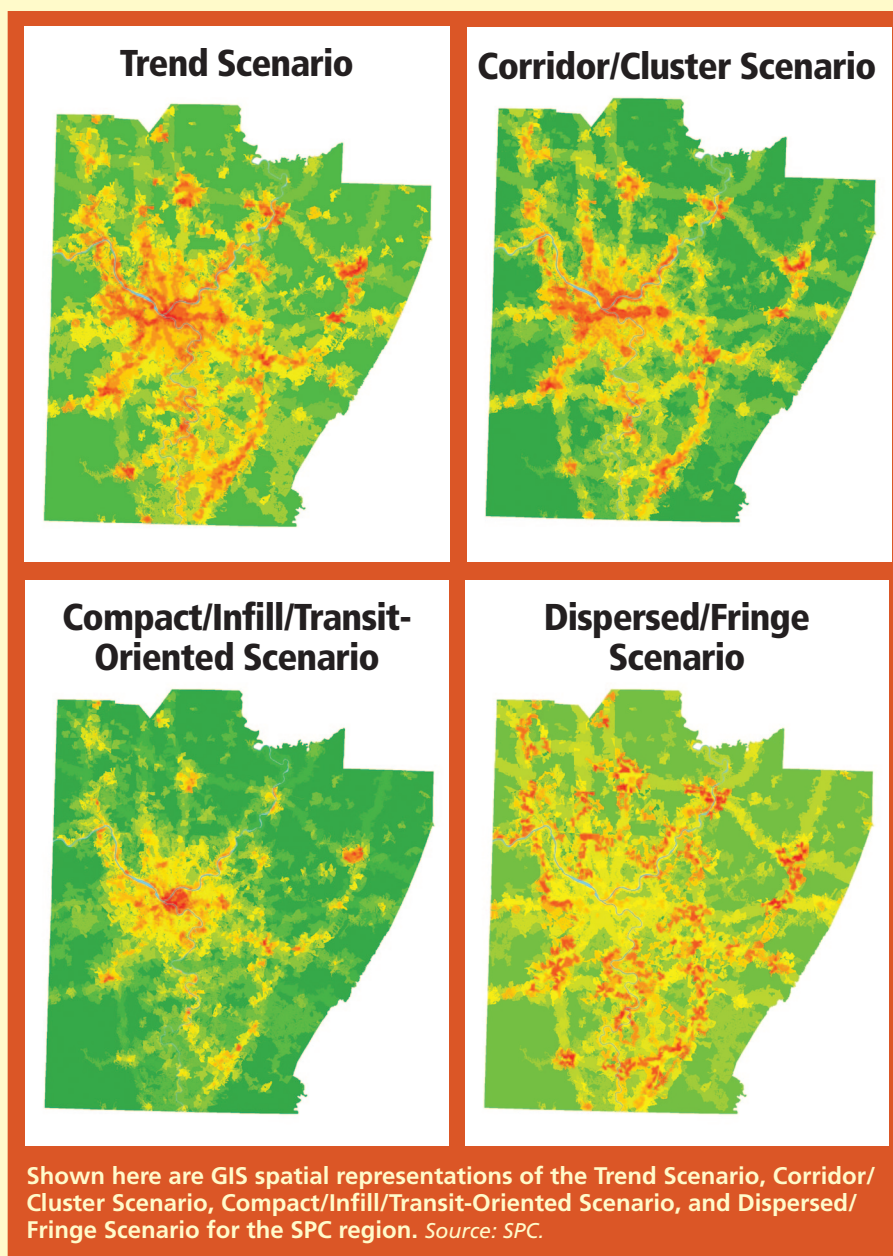 Trend Scenario
Corridor/Cluster Scenario
Compact/Infill/Transit-
Oriented Scenario
Dispersed/Fringe
Scenario
Shown here are GIS spatial representations of the Trend Scenario, Corridor/
Cluster Scenario, Compact/Infill/Transit-Oriented Scenario, and Dispersed/
Fringe Scenario for the SPC region. Source: SPC.